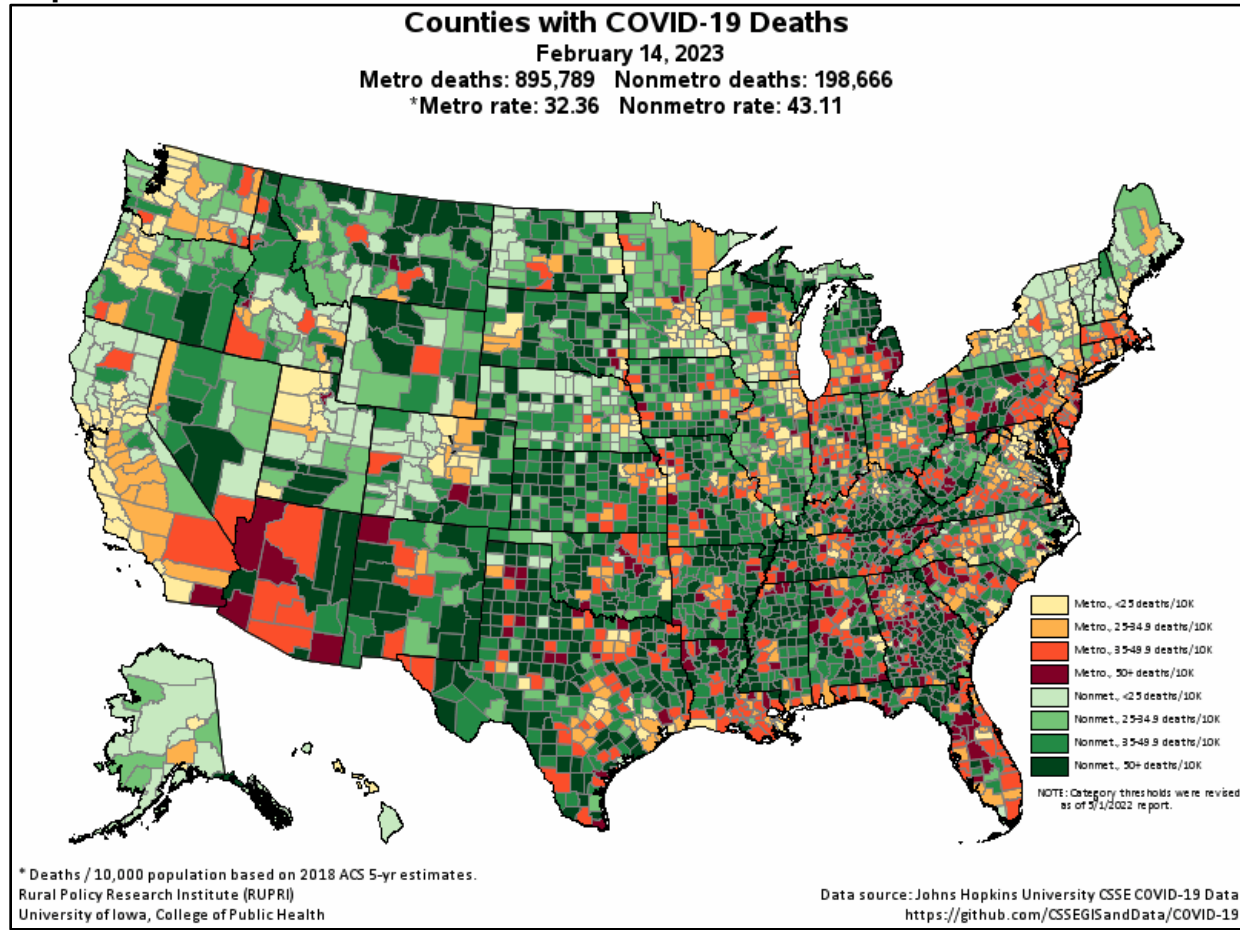 Counties with COVID-19 Deaths
February 14, 2023
Metro deaths: 895,789 Nonmetro deaths: 198,666
*Metro rate: 32.36 Nonmetro rate: 43.11
Metro., <25 deaths/10K
Metro., 25-34.9 deaths/10K
Metro., 35-49.9 deaths/10K
Metro., 50+ deaths/10K
Nonmet., <25 deaths/10K
Nonmet., 25-34.9 deaths/10K
Nonmet., 35-49.9 deaths/10K
Nonmet., 50+ deaths/10K
NOTE: Category thresholds were revised
as of 5/1/2022 report.
* Deaths / 10,000 population based on 2018 ACS 5-yr estimates.
Rural Policy Research Institute (RUPRI)
University of Iowa, College of Public Health
Data source: Johns Hopkins University CSSE COVID-19 Data
https://github.com/CSSEGISandData/COVID-19